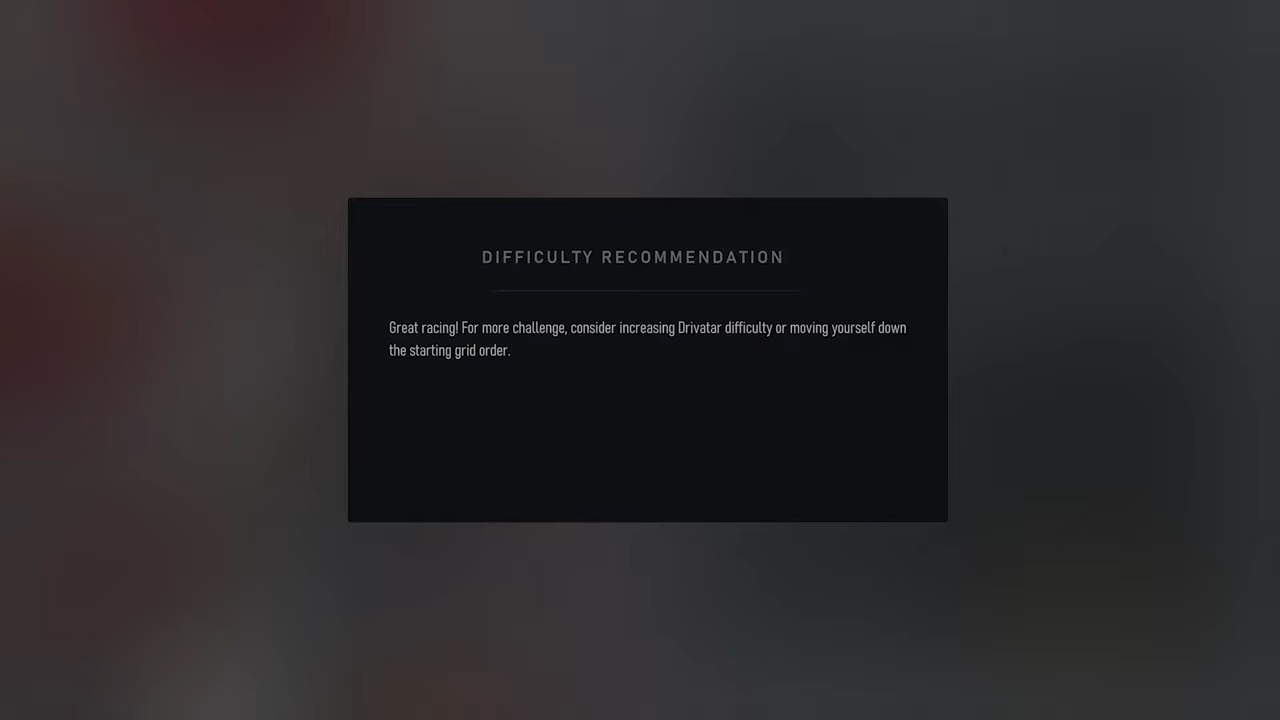 DIFFICULTY RECOMMENDATION
Great racing! For more challenge, consider increasing Drivatar difficulty or moving yourself down
the starting grid order.